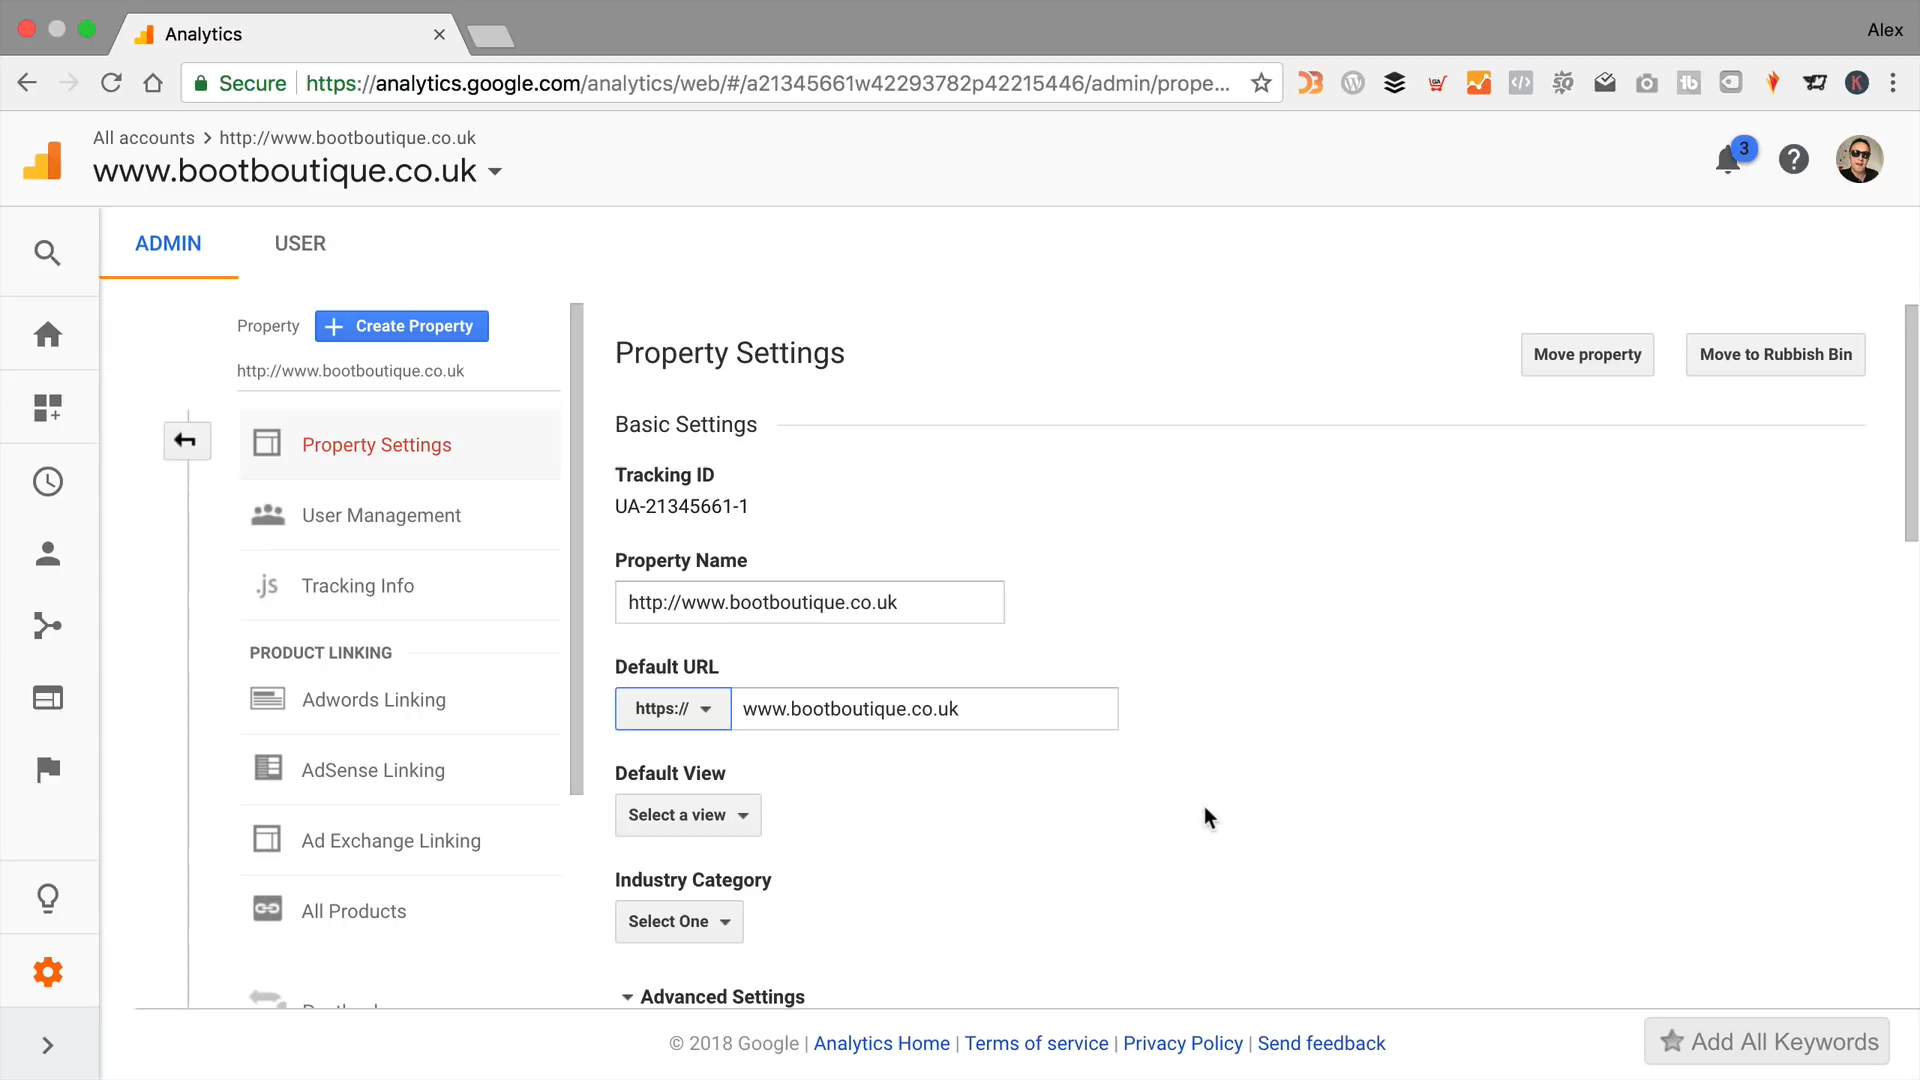 Analytics
Alex
Secure
https://analytics.google.com/analytics/web/#/a21345661w42293782p42215446/admin/prope...
All accounts > http://www.bootboutique.co.uk
www.bootboutique.co.uk
3
ADMIN
USER
Property
Create Property
http://www.bootboutique.co.uk
Property Settings
User Management
.js Tracking Info
PRODUCT LINKING
Adwords Linking
AdSense Linking
Ad Exchange Linking
All Products
Property Settings
Move property
Move to Rubbish Bin
Basic Settings
Tracking ID
UA-21345661-1
Property Name
http://www.bootboutique.co.uk
Default URL
https://
www.bootboutique.co.uk
Default View
Select a view
Industry Category
Select One
Advanced Settings
© 2018 Google | Analytics Home | Terms of service | Privacy Policy | Send feedback
Add All Keywords